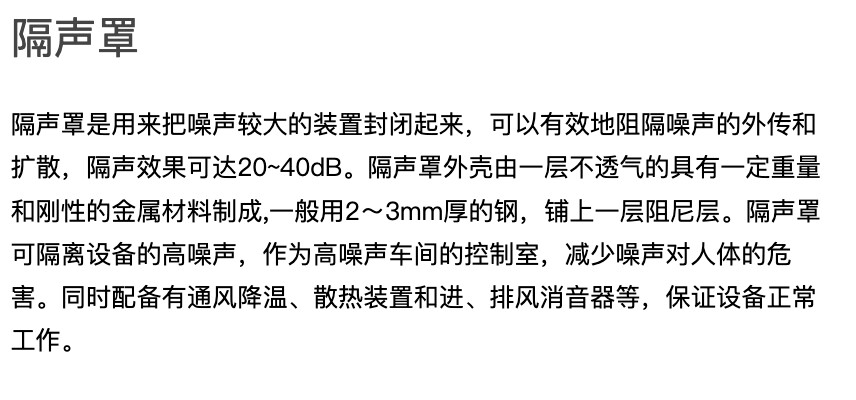 隔声罩
隔声罩是用来把噪声较大的装置封闭起来，可以有效地阻隔噪声的外传和
扩散，隔声效果可达20~40dB。隔声罩外壳由一层不透气的具有一定重量
和刚性的金属材料制成,一般用2～3mm厚的钢，铺上一层阻尼层。隔声罩
可隔离设备的高噪声，作为高噪声车间的控制室，减少噪声对人体的危
害。同时配备有通风降温、散热装置和进、排风消音器等，保证设备正常
工作。